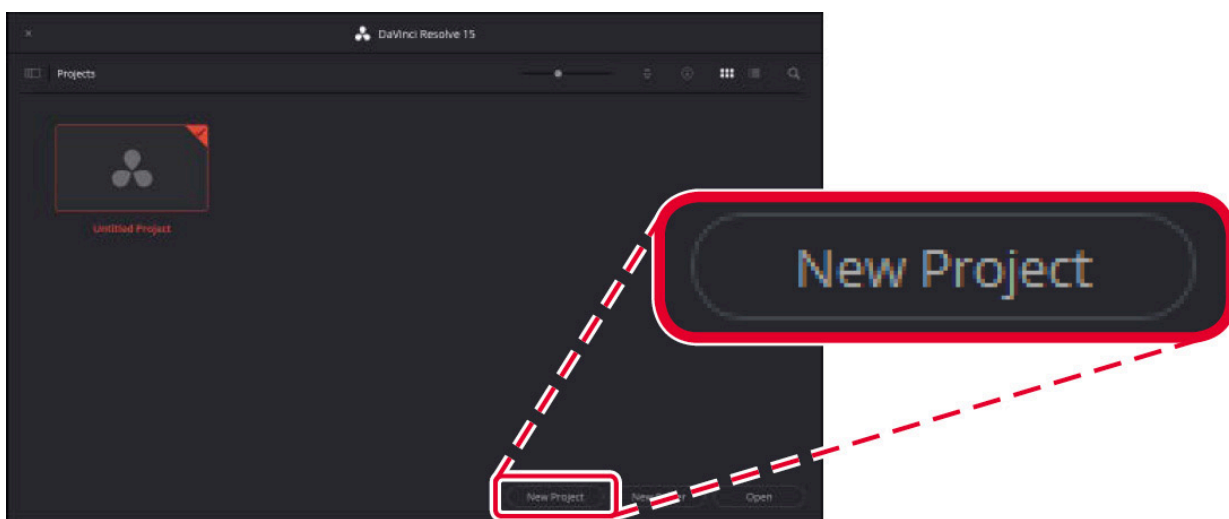 DaVinci Resolve 15
Projects
Untitled Project
New Project
New Project
Open